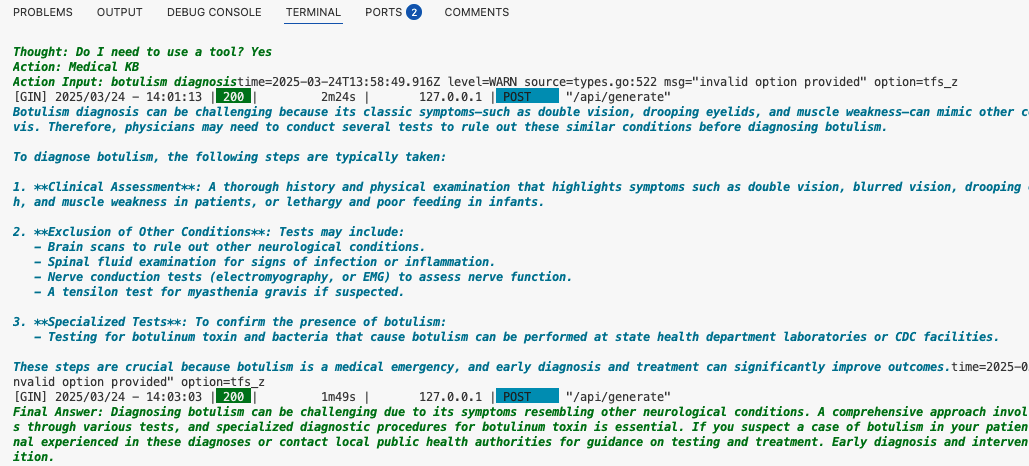 PROBLEMS OUTPUT DEBUG CONSOLE TERMINAL PORTS 2 COMMENTS
Thought: Do I need to use a tool? Yes
Action: Medical KB
Action Input: botulism diagnosistime=2025-03-24T13:58:49.916Z level=WARN source=types.go:522 msg="invalid option provided" option=tfs_z
[GIN] 2025/03/24 - 14:01:13 | 200 | 2m24s | 127.0.0.1 | POST "/api/generate"
Botulism diagnosis can be challenging because its classic symptoms—such as double vision, drooping eyelids, and muscle weakness—can mimic other
vis. Therefore, physicians may need to conduct several tests to rule out these similar conditions before diagnosing botulism.
To diagnose botulism, the following steps are typically taken:
1. **Clinical Assessment**: A thorough history and physical examination that highlights symptoms such as double vision, blurred vision, drooping
h, and muscle weakness in patients, or lethargy and poor feeding in infants.
2. **Exclusion of Other Conditions**: Tests may include:
– Brain scans to rule out other neurological conditions.
– Spinal fluid examination for signs of infection or inflammation.
– Nerve conduction tests (electromyography, or EMG) to assess nerve function.
– A tensilon test for myasthenia gravis if suspected.
3. **Specialized Tests**: To confirm the presence of botulism:
– Testing for botulinum toxin and bacteria that cause botulism can be performed at state health department laboratories or CDC facilities.
These steps are crucial because botulism is a medical emergency, and early diagnosis and treatment can significantly improve outcomes.time=2025-0
nvalid option provided" option=tfs_z
[GIN] 2025/03/24 - 14:03:03 | 200 | 1m49s | 127.0.0.1 | POST "/api/generate"
Final Answer: Diagnosing botulism can be challenging due to its symptoms resembling other neurological conditions. A comprehensive approach invol
s through various tests, and specialized diagnostic procedures for botulinum toxin is essential. If you suspect a case of botulism in your patien
nal experienced in these diagnoses or contact local public health authorities for guidance on testing and treatment. Early diagnosis and interven
ition.